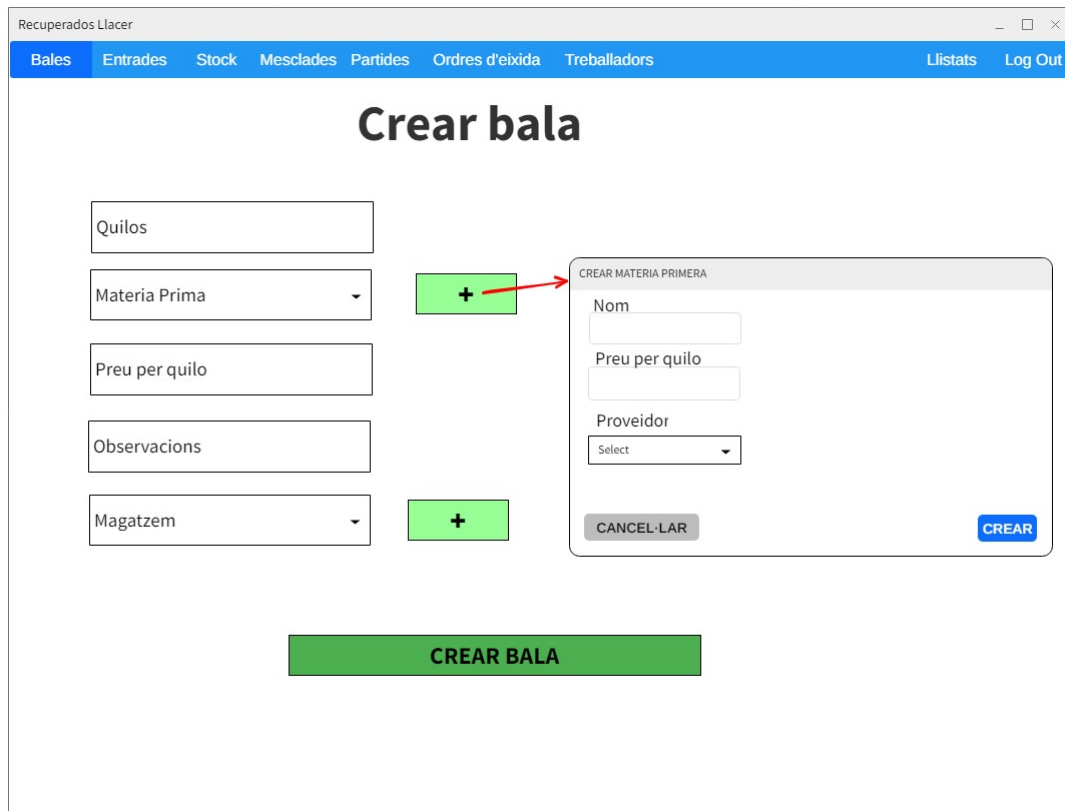 Recuperados Llacer
Bales Entrades Stock Mesclades Partides Ordres d'eixida Treballadors Llistats Log Out
Crear bala
Quilos
Materia Prima
+
Preu per quilo
Observacions
Magatzem
+
CREAR MATERIA PRIMERA
Nom
Preu per quilo
Proveidor
Select
CANCEL·LAR
CREAR
CREAR BALA